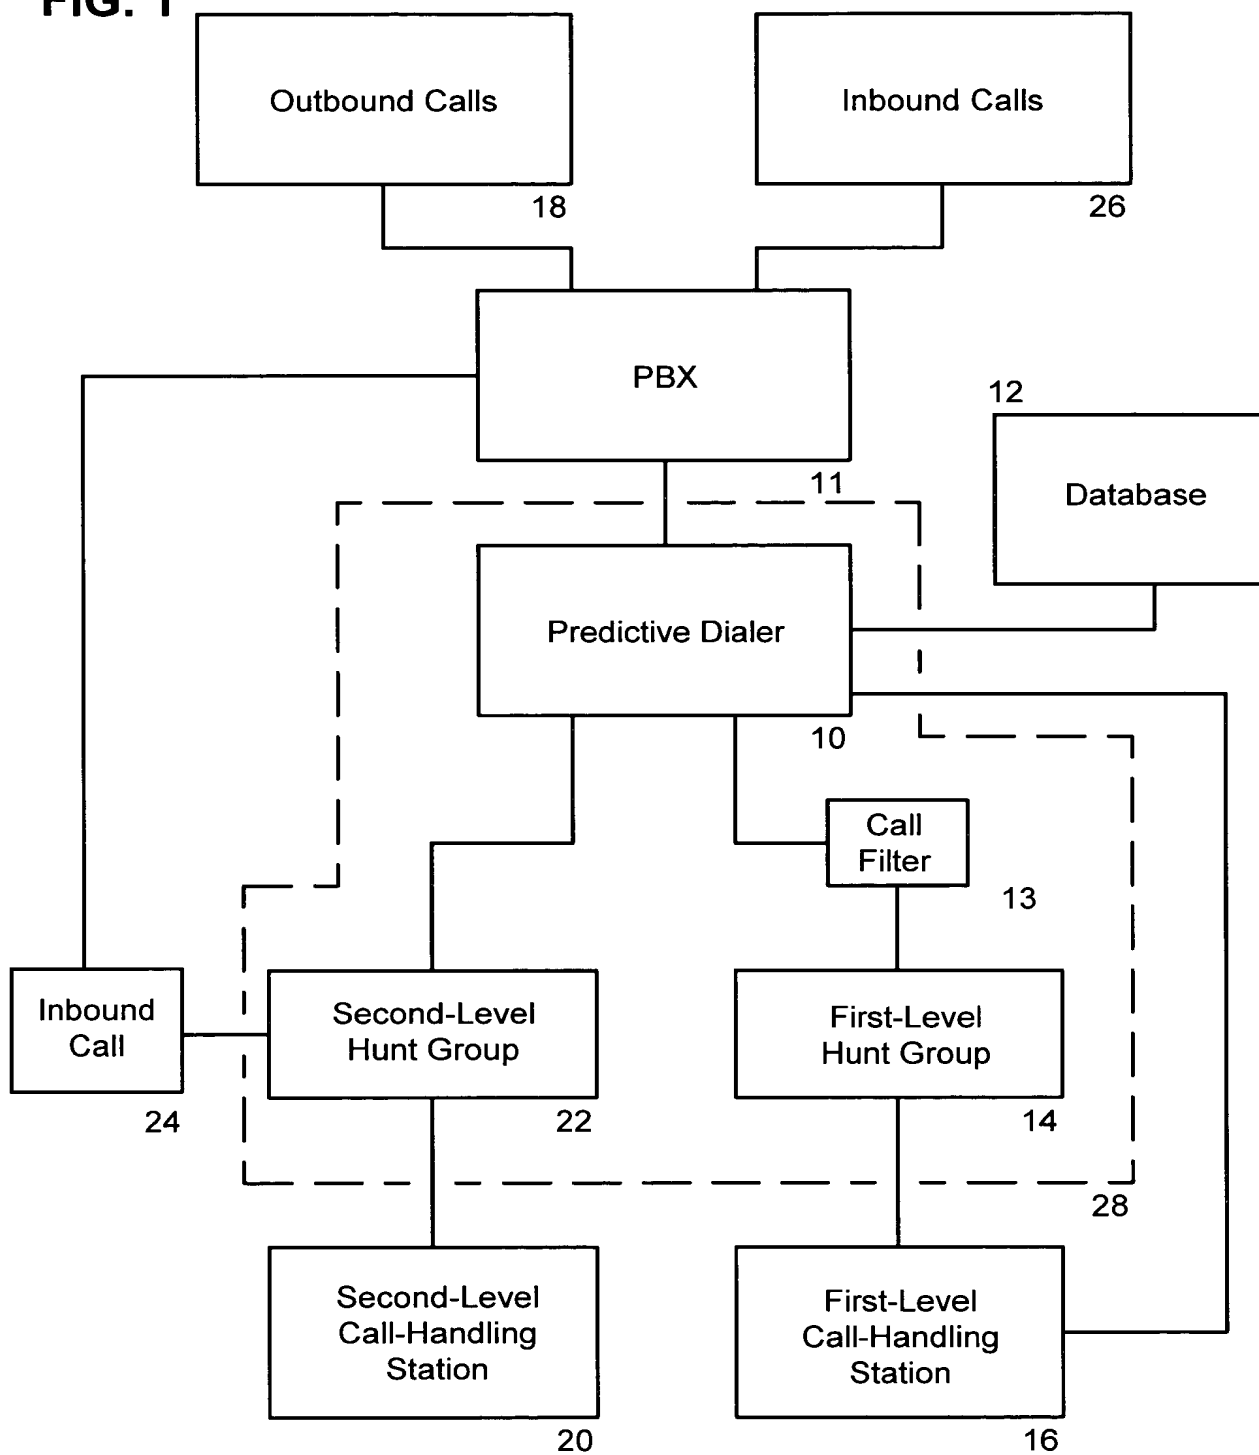 FIG. 1
Outbound Calls
Inbound Calls
18
26
PBX
12
11
Database
Predictive Dialer
10
Call
Filter
13
Inbound
Call
Second-Level
Hunt Group
First-Level
Hunt Group
24
22
14
28
Second-Level
Call-Handling
Station
First-Level
Call-Handling
Station
20
16